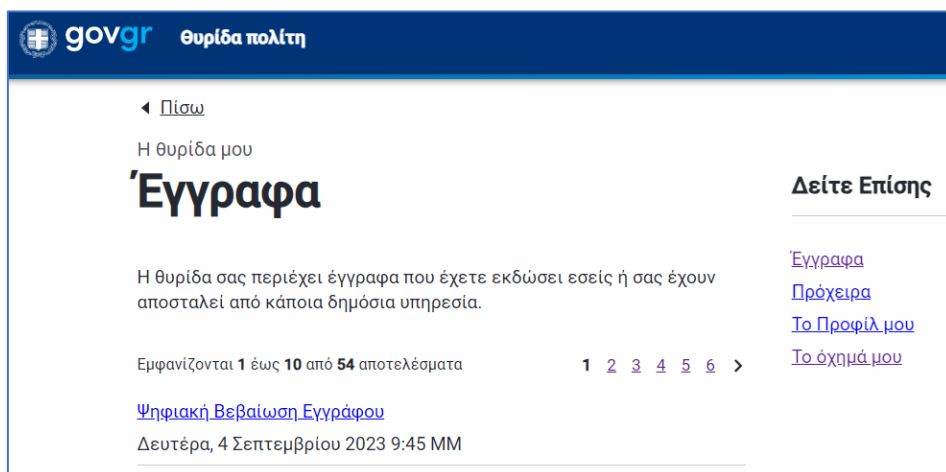 govgr Θυρίδα πολίτη
Πίσω
Η θυρίδα μου
Έγγραφα
Η θυρίδα σας περιέχει έγγραφα που έχετε εκδώσει εσείς ή σας έχουν
αποσταλεί από κάποια δημόσια υπηρεσία.
Εμφανίζονται 1 έως 10 από 54 αποτελέσματα 1 2 3 4 5 6 >
Ψηφιακή Βεβαίωση Εγγράφου
Δευτέρα, 4 Σεπτεμβρίου 2023 9:45 ΜΜ
Δείτε Επίσης
Έγγραφα
Πρόχειρα
Το Προφίλ μου
Το όχημά μου